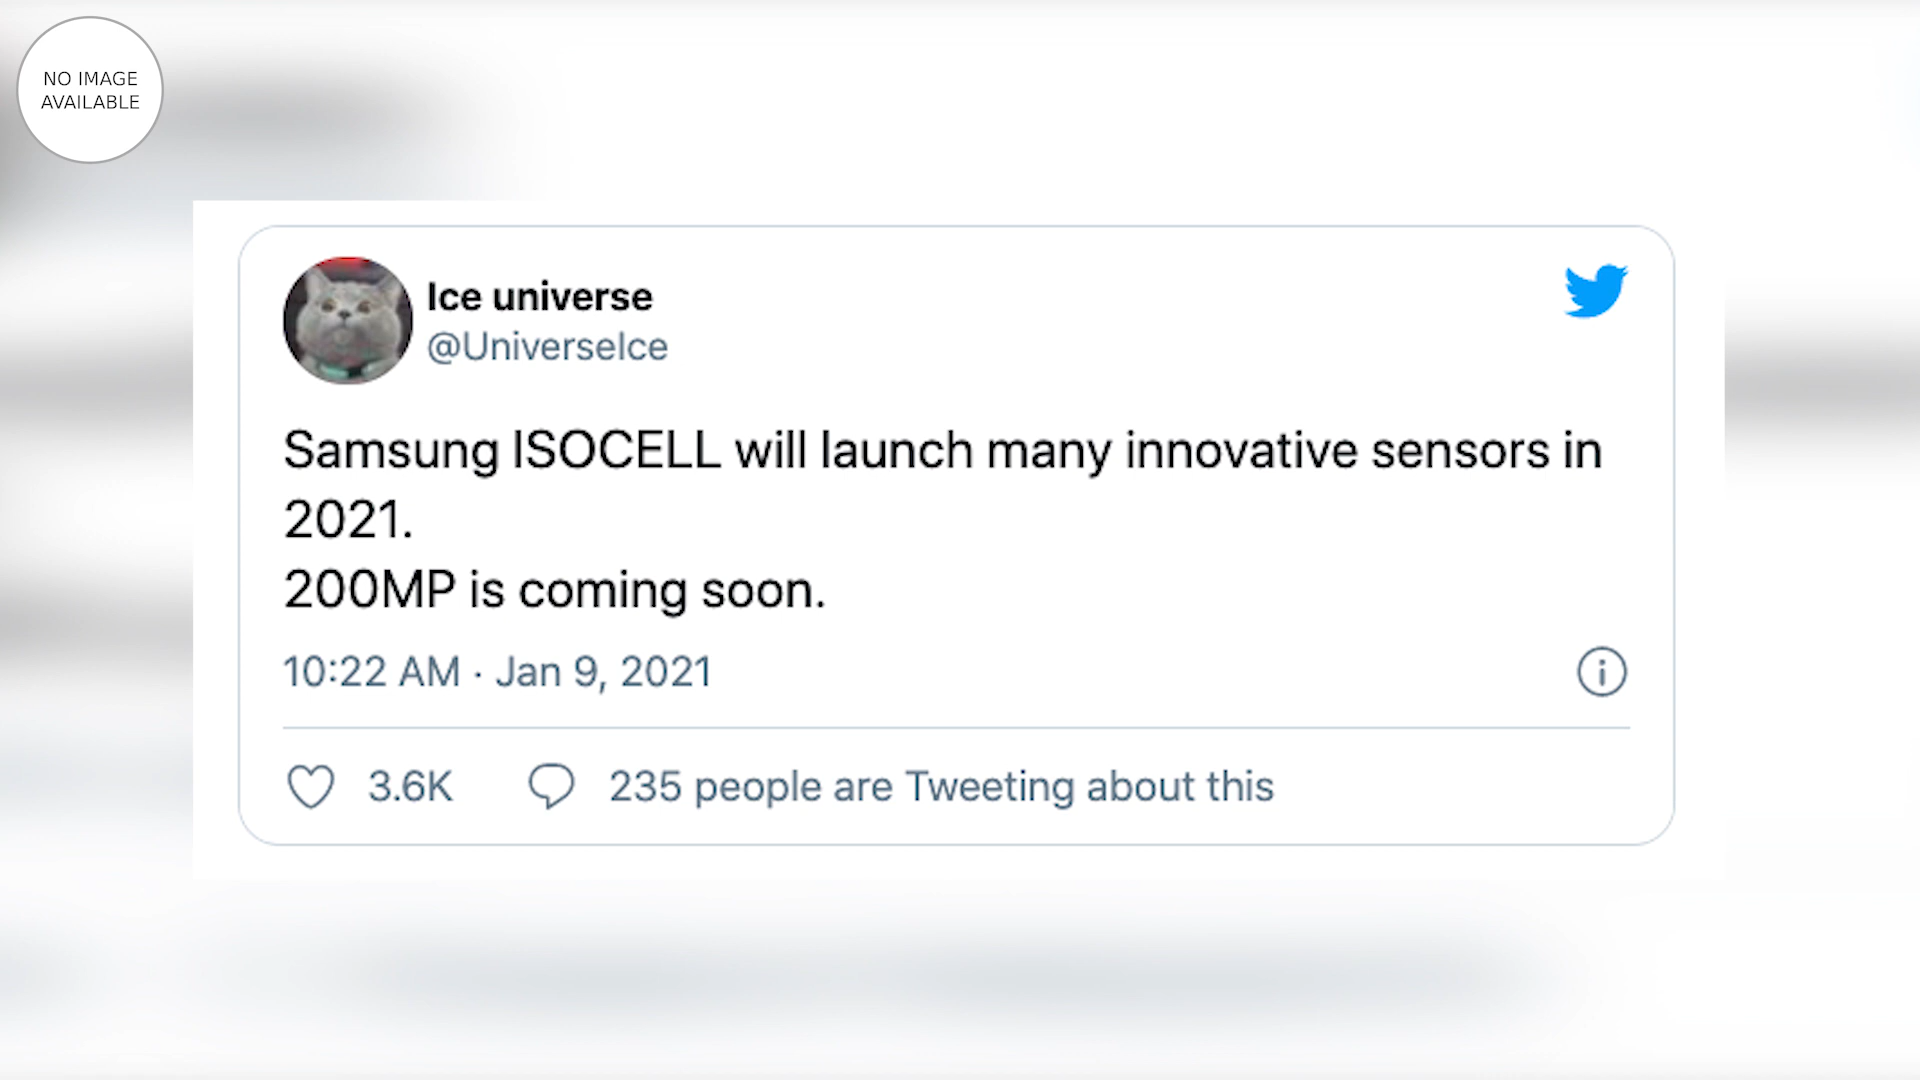 NO IMAGE
AVAILABLE
Ice universe
@UniverseIce
Samsung ISOCELL will launch many innovative sensors in
2021.
200MP is coming soon.
10:22 AM · Jan 9, 2021
3.6K
235 people are Tweeting about this